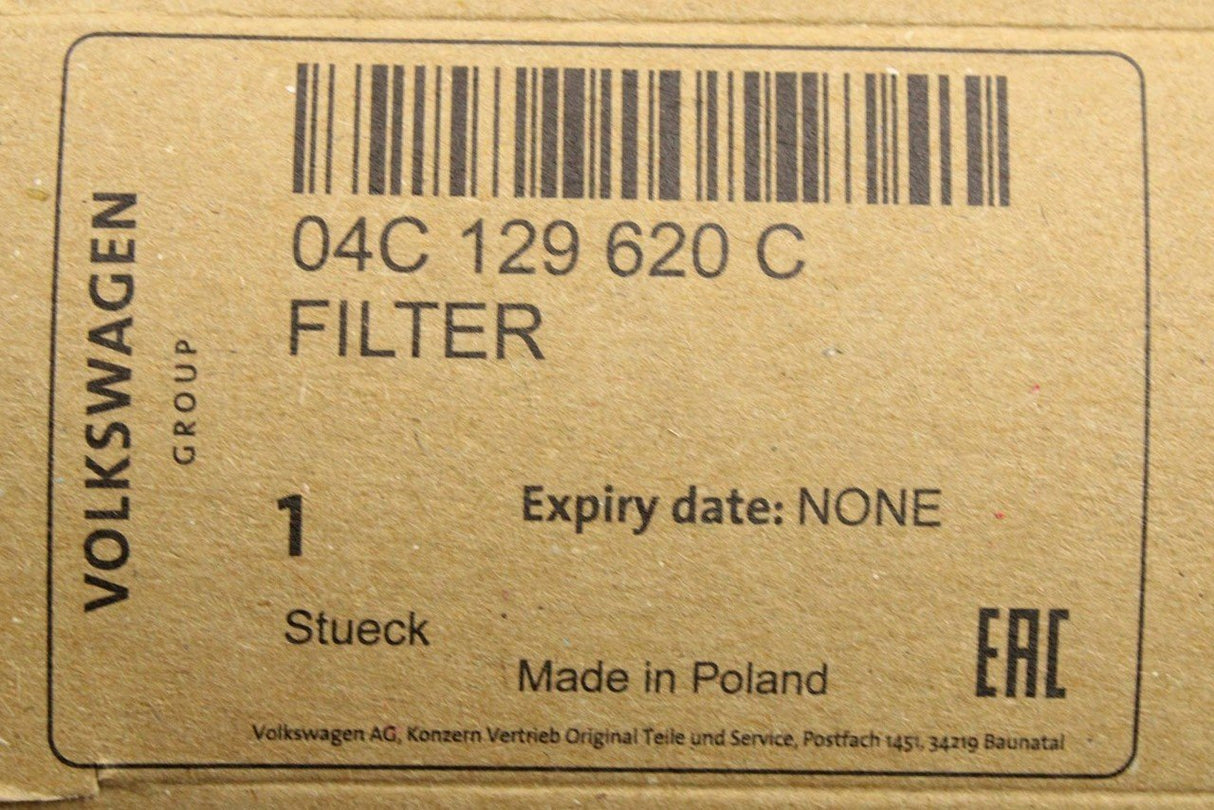 VOLKSWAGEN
GROUP
04C 129 620 C
FILTER
1
Expiry date: NONE
Stueck
Made in Poland
EAC
Volkswagen AG, Konzern Vertrieb Original Teile und Service, Postfach 1451, 34219 Baunatal